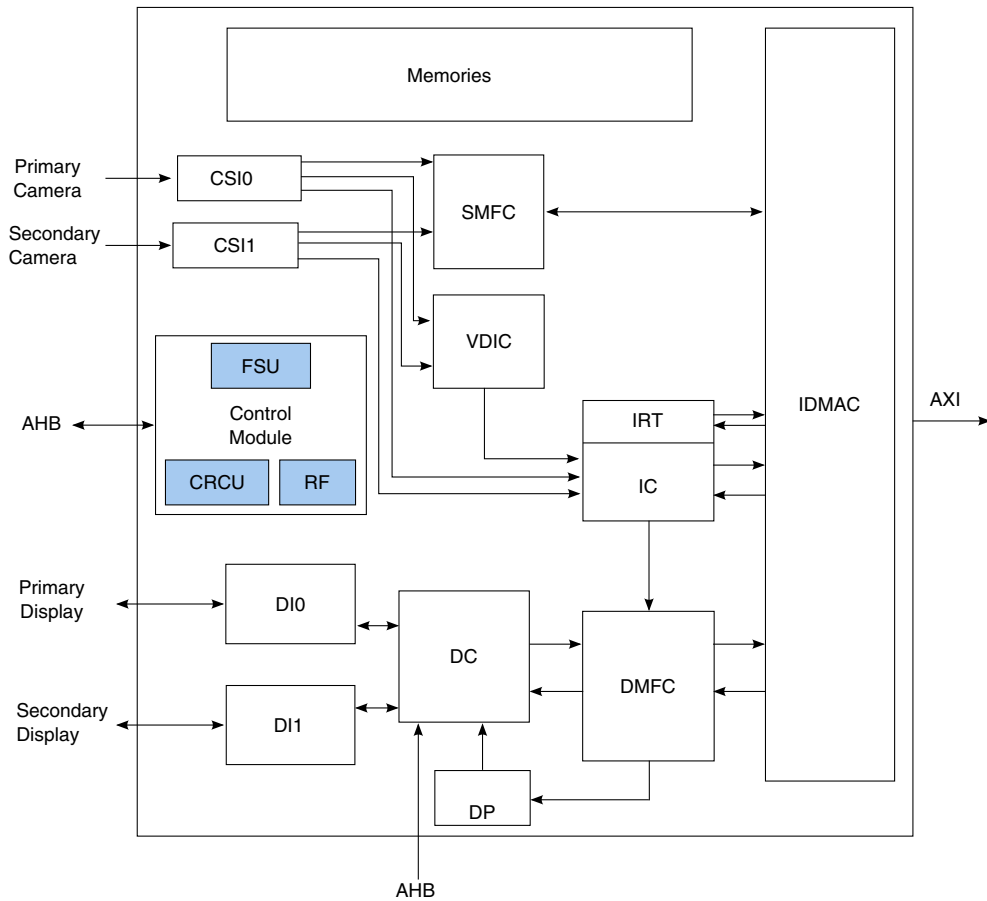 Memories
Primary
Camera
CSI0
SMFC
Secondary
Camera
CSI1
VDIC
FSU
Control
Module
CRCU
RF
AHB
IRT
IC
IDMAC
AXI
Primary
Display
DI0
DC
DMFC
Secondary
Display
DI1
DP
AHB